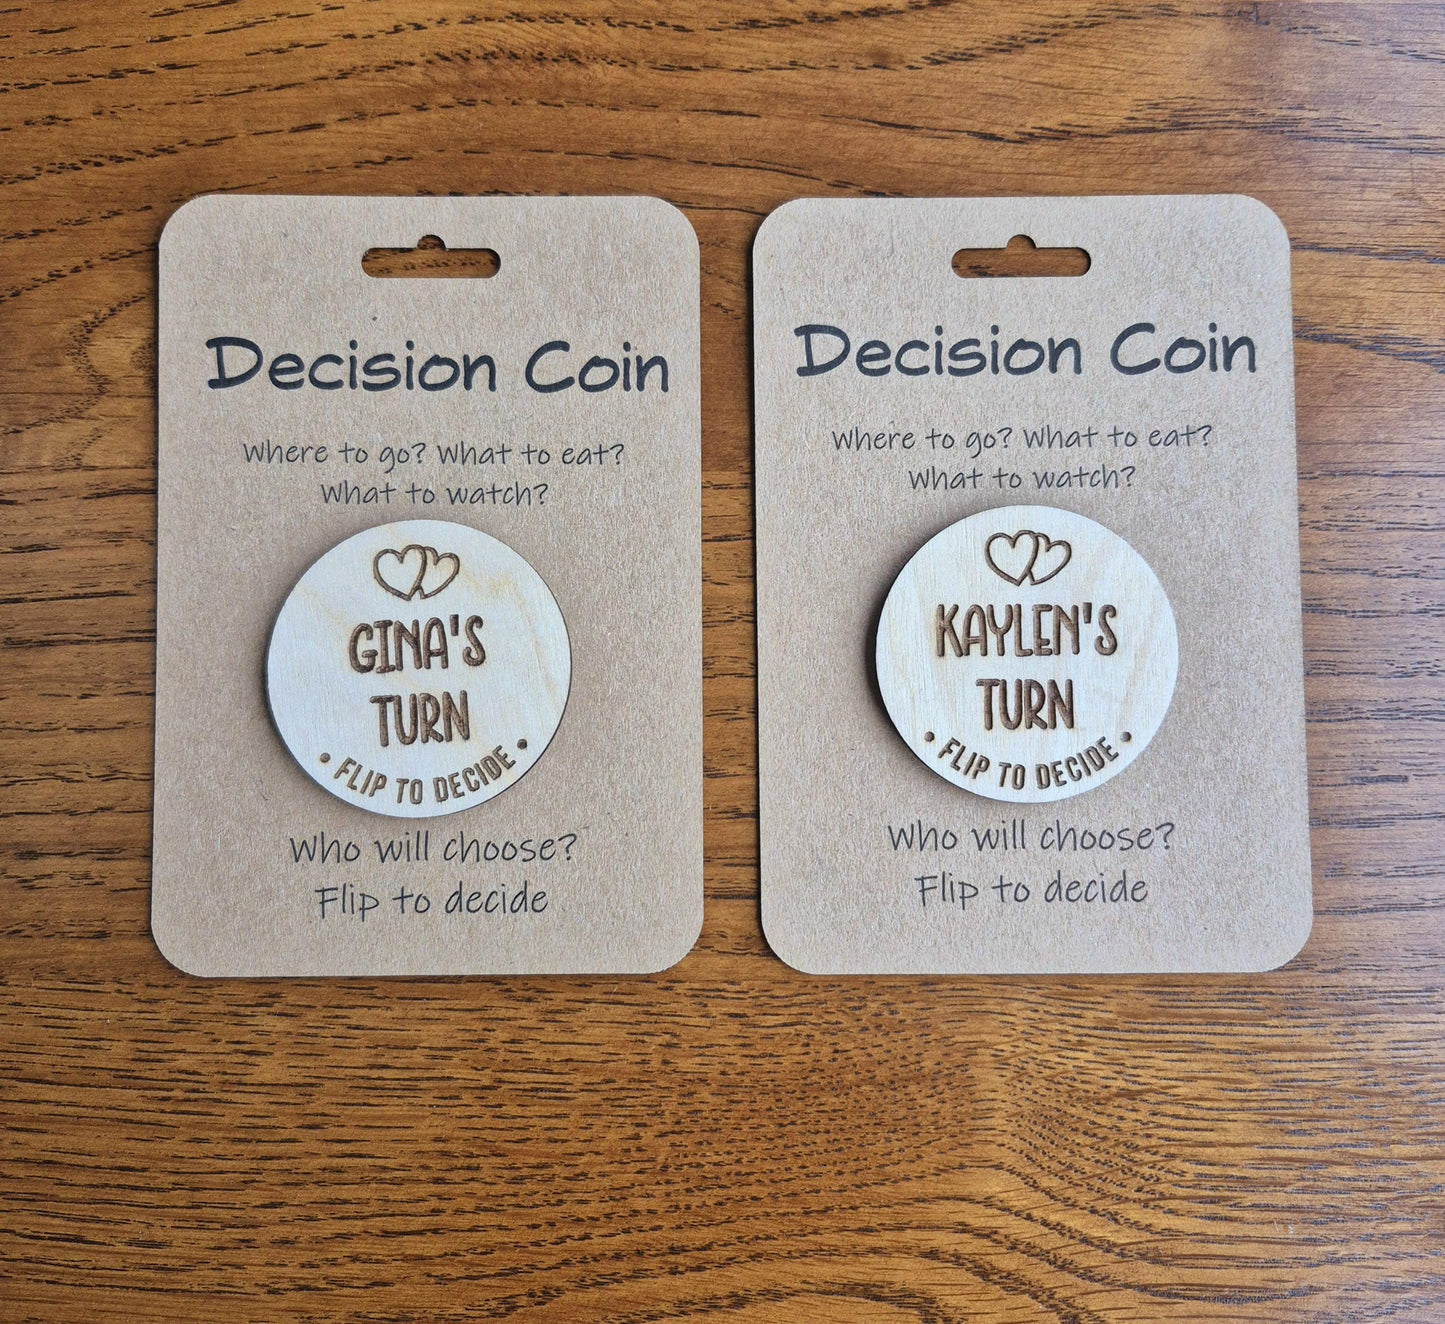 Decision Coin
Where to go? What to eat?
What to watch?
GINA'S
TURN
• FLIP TO DECIDE •
Who will choose?
Flip to decide
Decision Coin
Where to go? What to eat?
What to watch?
KAYLEN'S
TURN
• FLIP TO DECIDE •
Who will choose?
Flip to decide